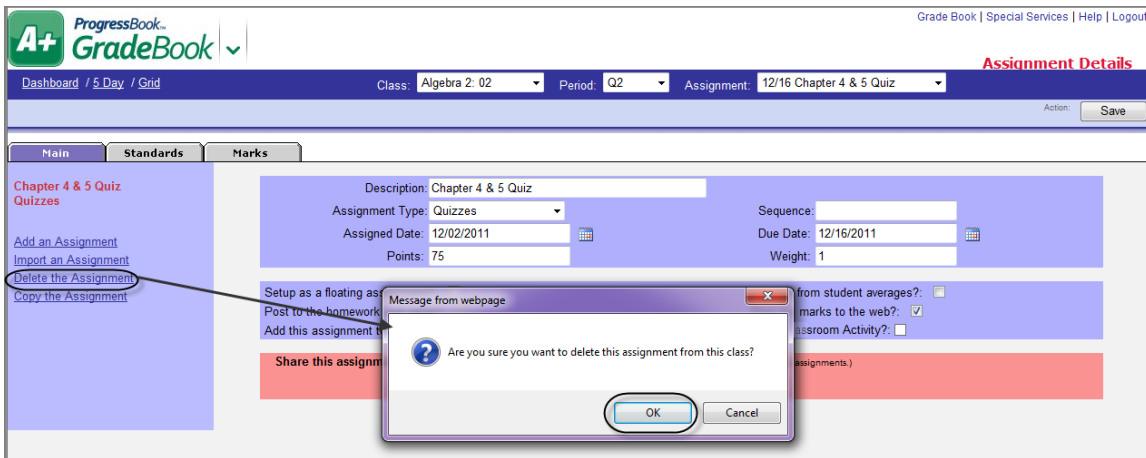 Grade Book | Special Services | Help | Logout
A+ ProgressBook
GradeBook
Assignment Details
Dashboard / 5 Day / Grid Class: Algebra 2: 02 Period: Q2 Assignment: 12/16 Chapter 4 & 5 Quiz
Action: Save
Main Standards Marks
Chapter 4 & 5 Quiz
Quizzes
Add an Assignment
Import an Assignment
Delete the Assignment
Copy the Assignment
Description: Chapter 4 & 5 Quiz
Assignment Type: Quizzes Sequence:
Assigned Date: 12/02/2011 Due Date: 12/16/2011
Points: 75 Weight: 1
Setup as a floating from student averages?:
Post to the homework marks to the web?:
Add this assignment Activity?:
Share this assignments.)
Message from webpage
Are you sure you want to delete this assignment from this class?
OK Cancel